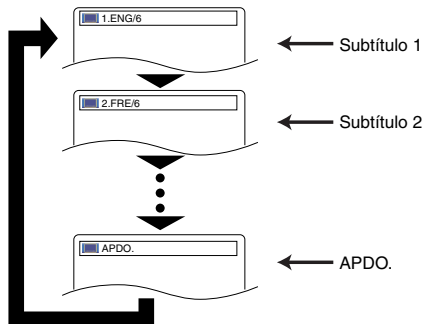 1.ENG/6
Subtítulo 1
2.FRE/6
Subtítulo 2
APDO.
APDO.